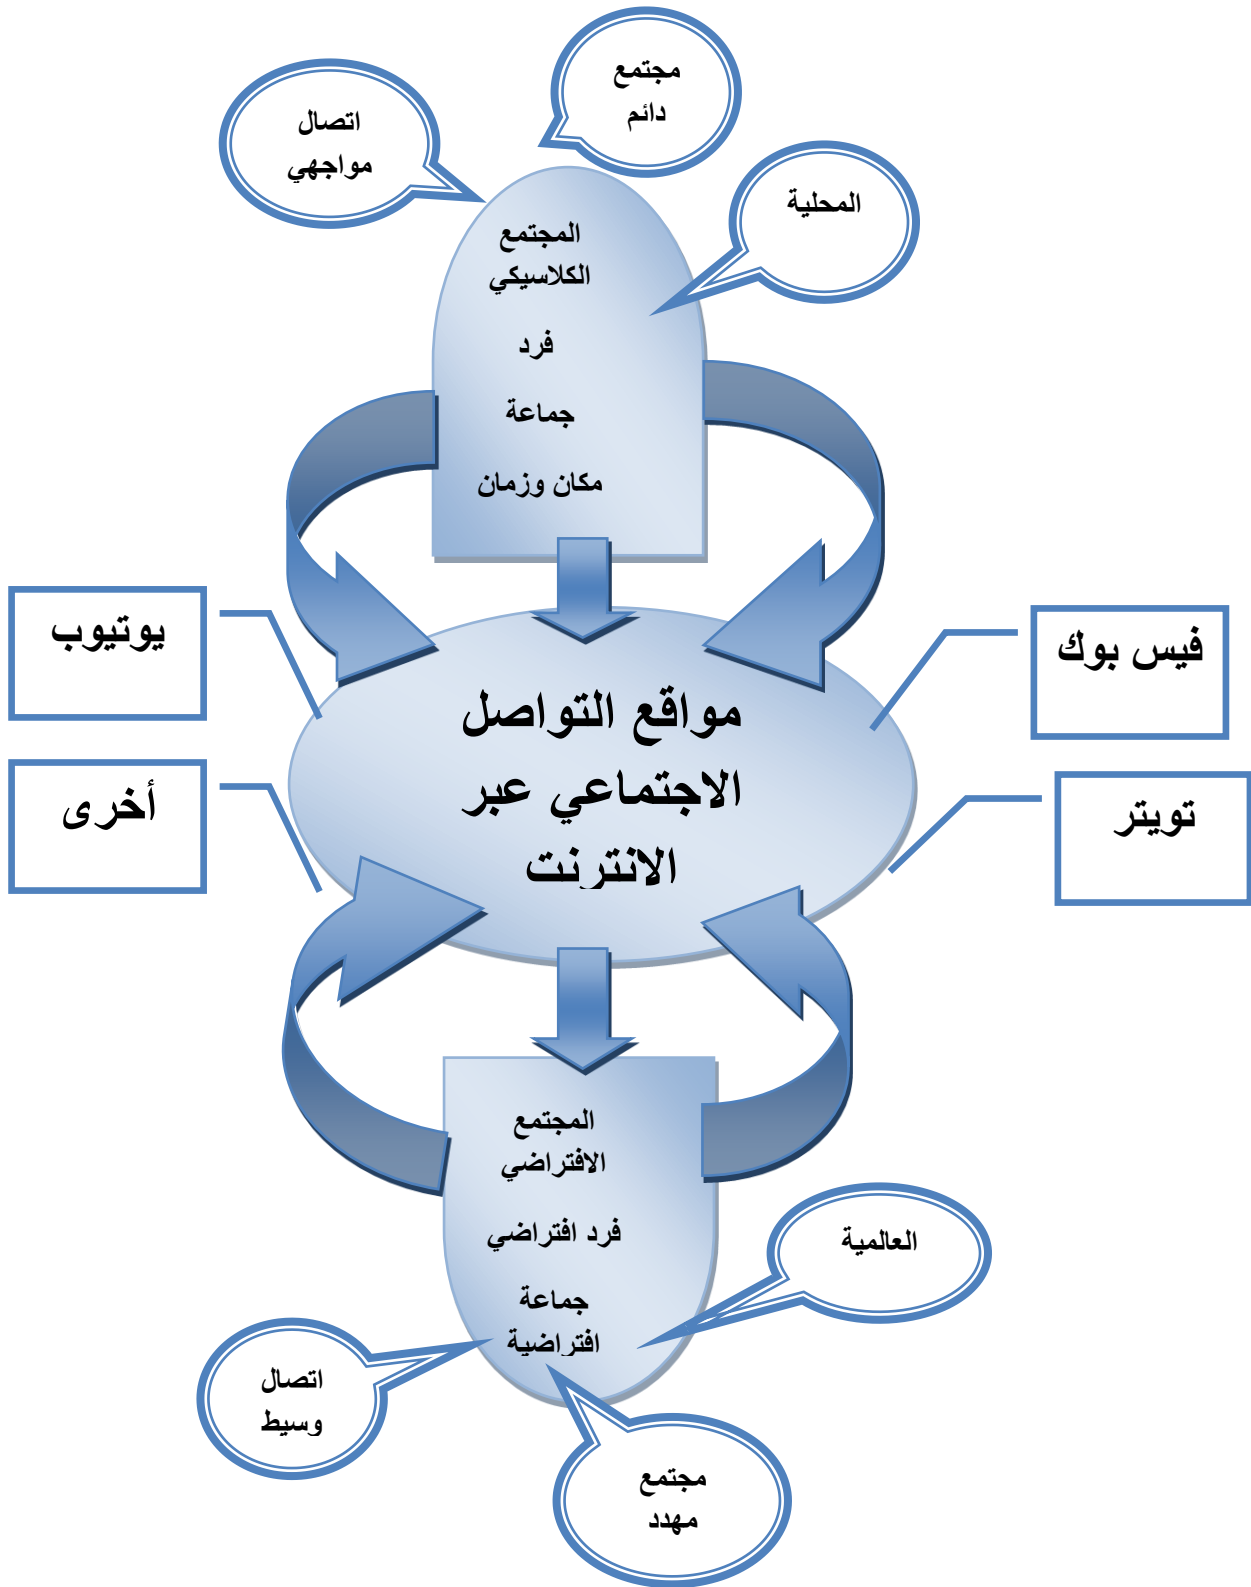 مجتمع
دائم
اتصال
مواجهي
المحلية
المجتمع
الكلاسيكي
فرد
جماعة
مكان وزمان
فيس بوك
يوتيوب
مواقع التواصل
الاجتماعي عبر
الانترنت
تويتر
أخرى
المجتمع
الافتراضي
فرد افتراضي
جماعة
افتراضية
العالمية
اتصال
وسيط
مجتمع
مهدد